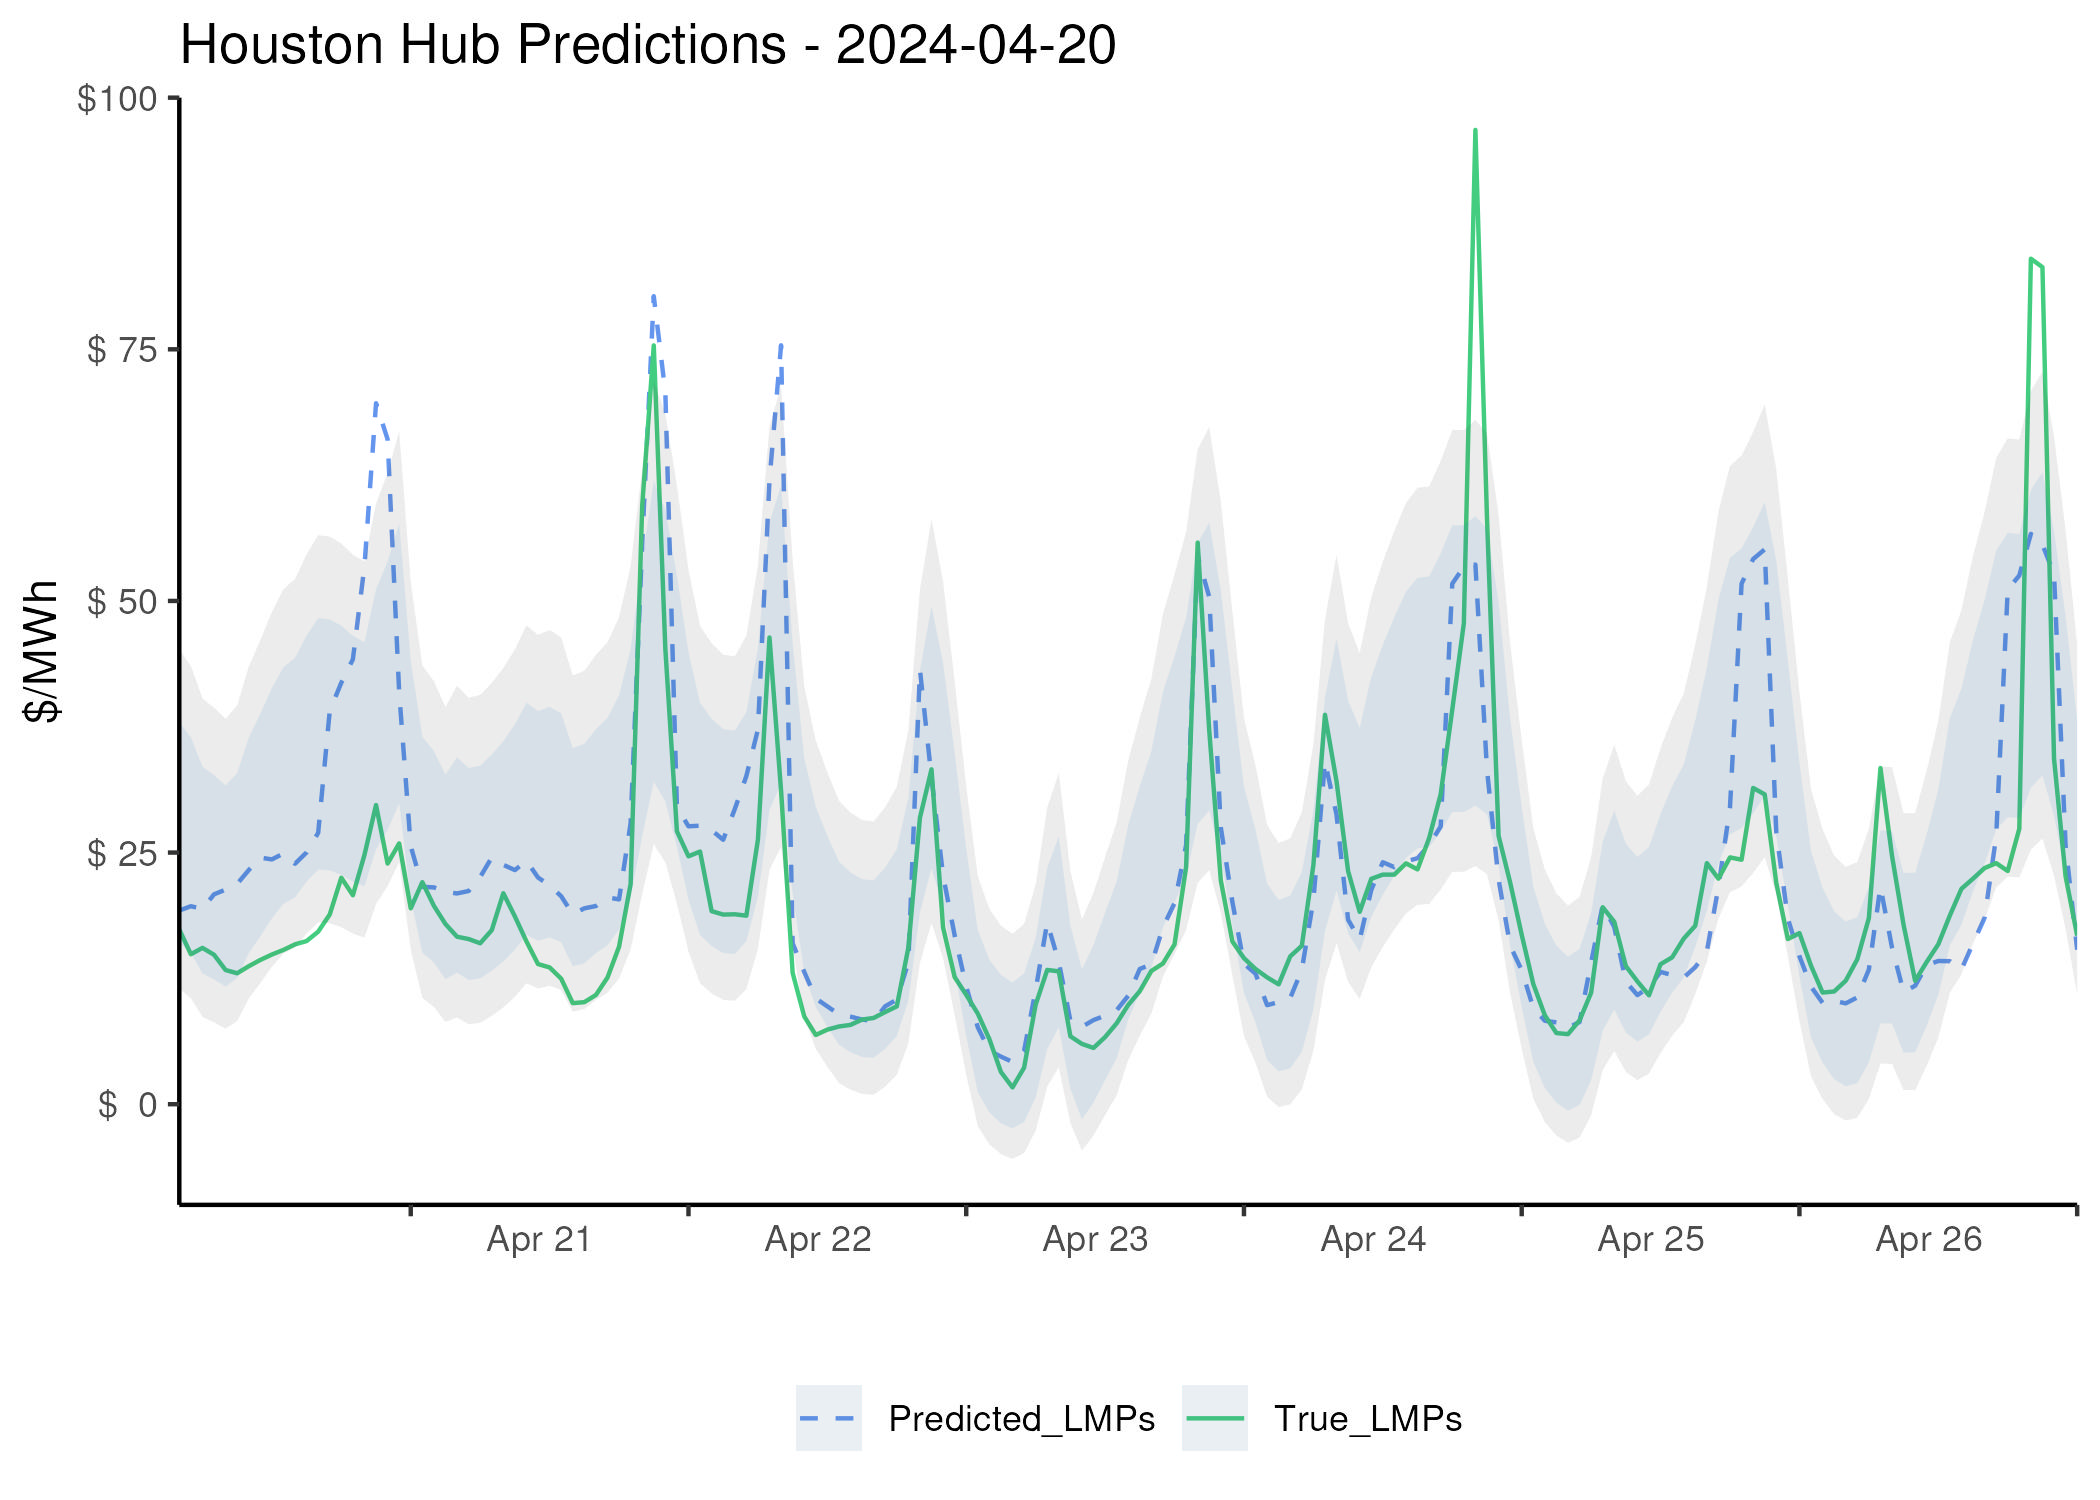 Houston Hub Predictions - 2024-04-20
$100
$ 75
$ 50
$ 25
$ 0
$/MWh
Apr 21 Apr 22 Apr 23 Apr 24 Apr 25 Apr 26
Predicted_LMPs True_LMPs